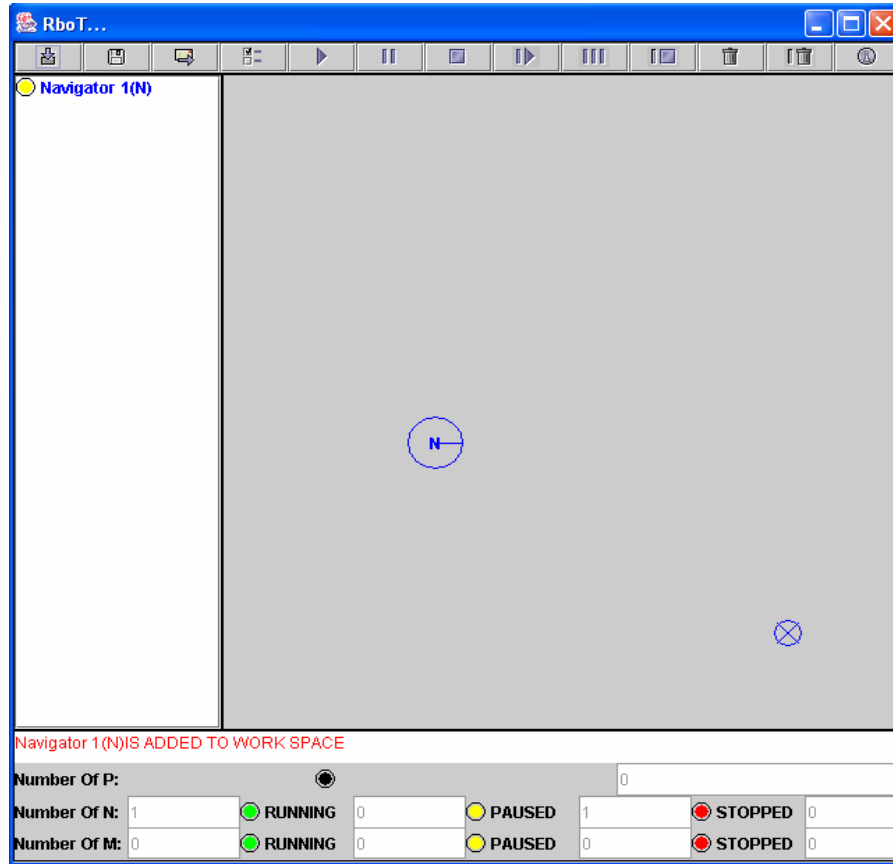 RboT...
Navigator 1(N)
N
Navigator 1(N)IS ADDED TO WORK SPACE
Number Of P: 0
Number Of N: 1 RUNNING 0 PAUSED 1 STOPPED 0
Number Of M: 0 RUNNING 0 PAUSED 0 STOPPED 0